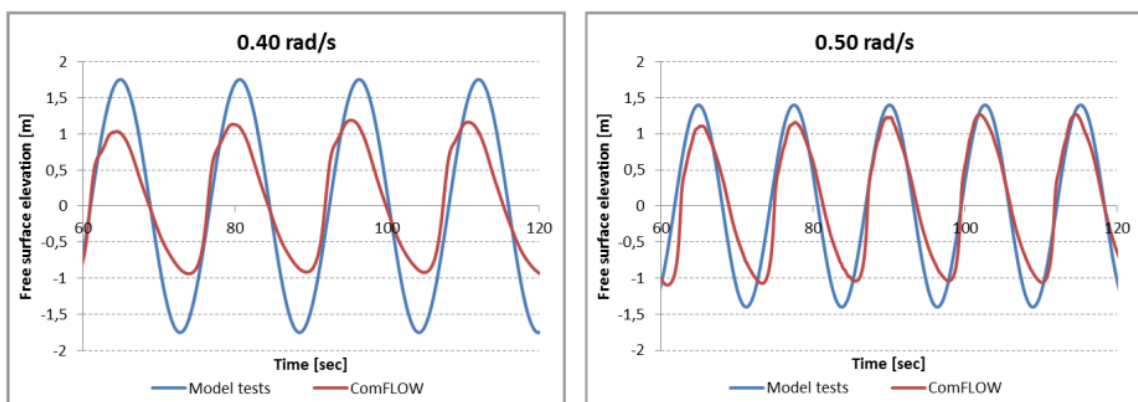 0.40 rad/s
Free surface elevation [m]
2
1,5
1
0,5
0
-0,5
-1
-1,5
-2
60
80
100
120
Time [sec]
Model tests
ComFLOW
0.50 rad/s
Free surface elevation [m]
2
1,5
1
0,5
0
-0,5
-1
-1,5
-2
60
80
100
120
Time [sec]
Model tests
ComFLOW